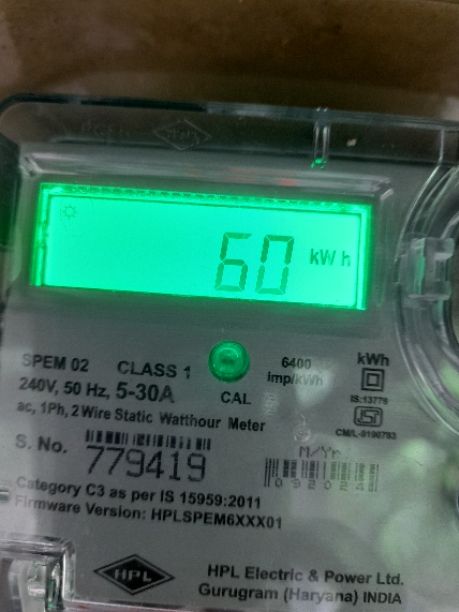 HPL
60 kWh
SPEM 02 CLASS 1
6400 imp/kWh
kWh
240V, 50 Hz, 5-30A
CAL
IS:13779
ac, 1Ph, 2 Wire Static Watthour Meter
S. No. 779419
M/Yr
Category C3 as per IS 15959:2011
Firmware Version: HPLSPEM6XXX01
HPL
HPL Electric & Power Ltd.
Gurugram (Haryana) INDIA